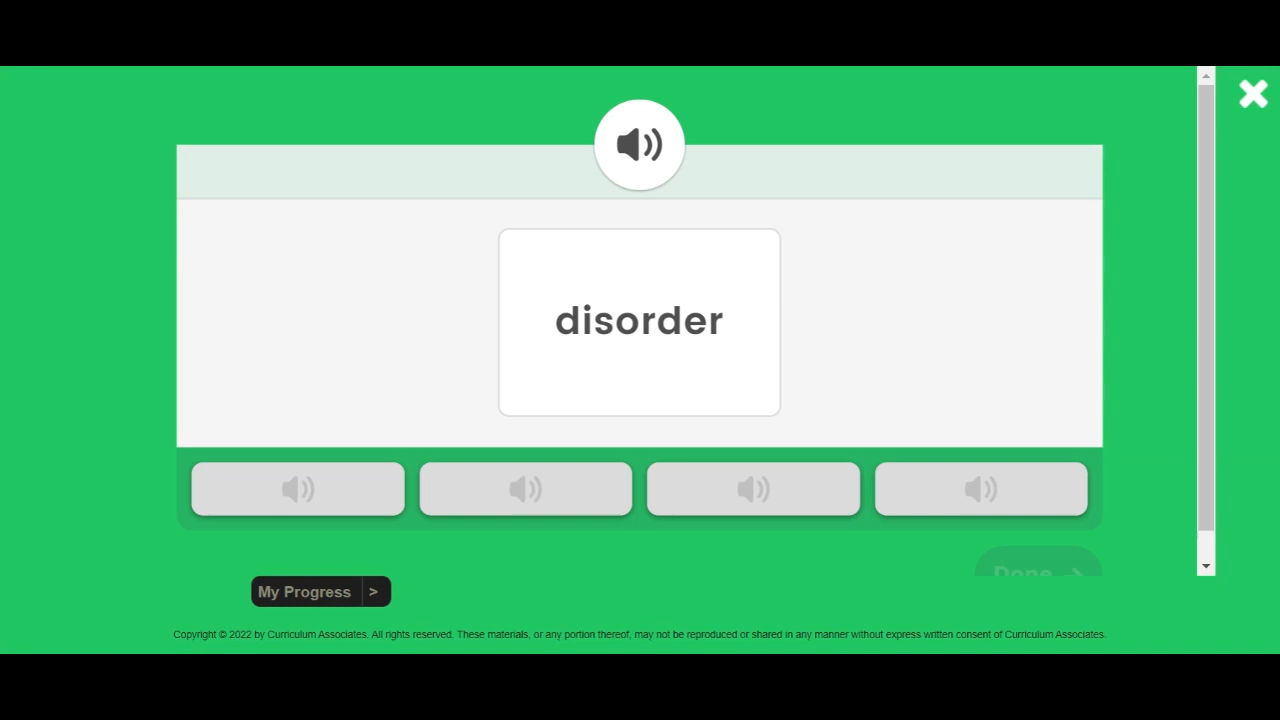 disorder
Done
My Progress >
Copyright © 2022 by Curriculum Associates. All rights reserved. These materials, or any portion thereof, may not be reproduced or shared in any manner without express written consent of Curriculum Associates.